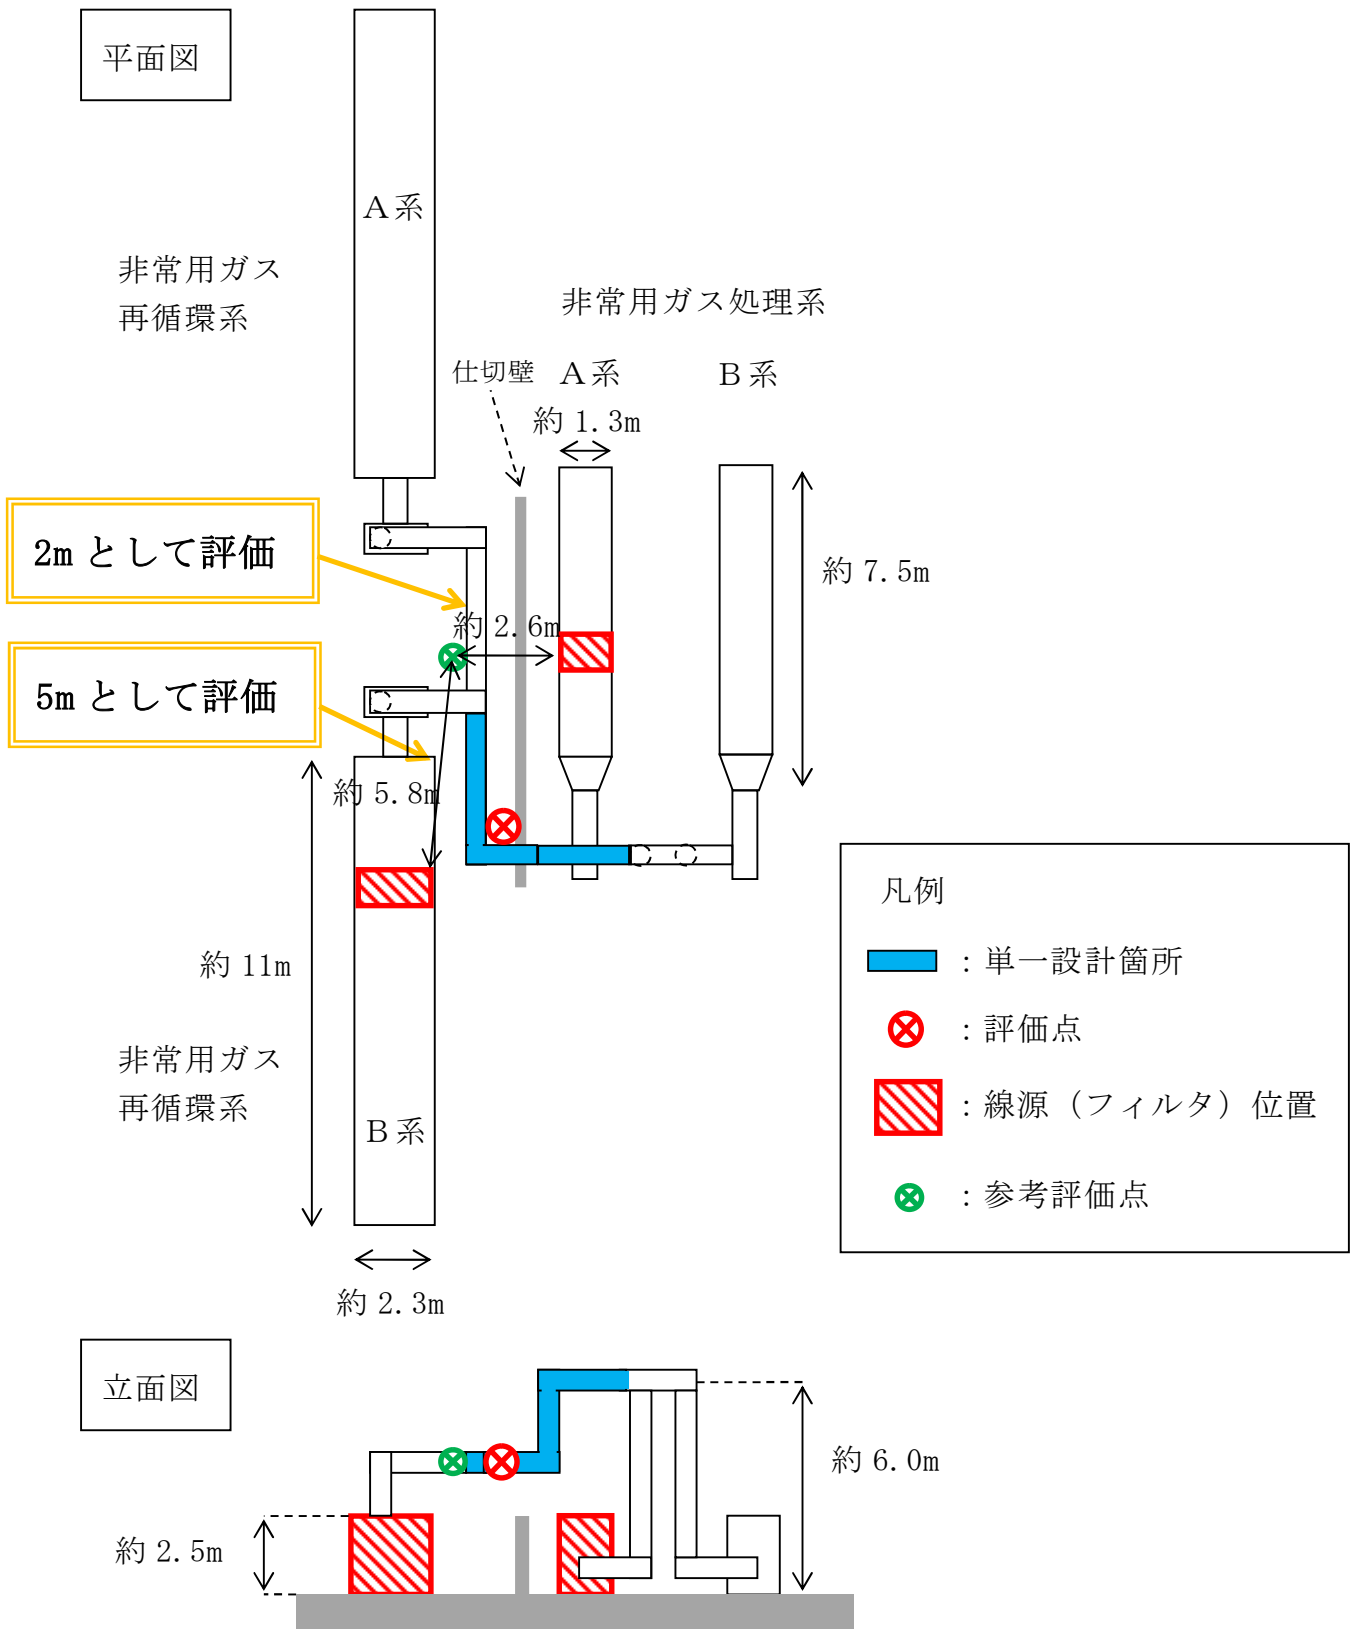 平面図
A系
非常用ガス
再循環系
非常用ガス処理系
仕切壁
A系
B系
約 1.3m
2m として評価
約 7.5m
約 2.6m
5m として評価
約 5.8m
約 11m
非常用ガス
再循環系
B系
約 2.3m
凡例
：単一設計箇所
：評価点
：線源（フィルタ）位置
：参考評価点
立面図
約 6.0m
約 2.5m